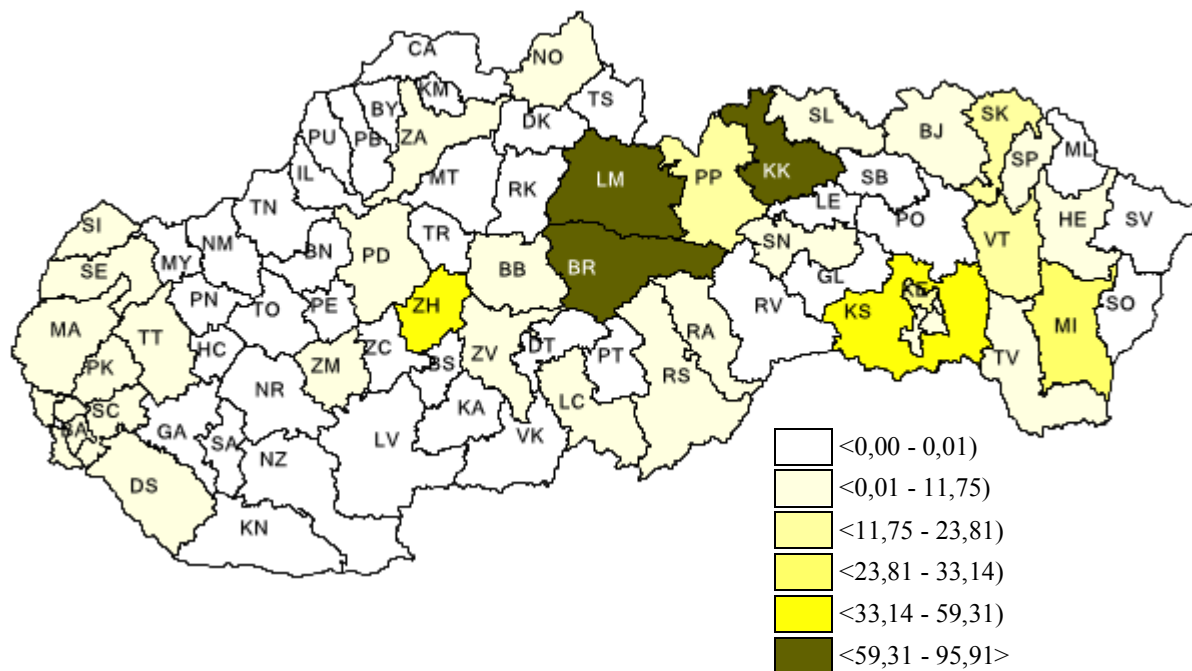 CA
NO
KM
TS
BY
PU
PB
ZA
DK
SL
BJ
SK
SP
ML
IL
MT
RK
LM
PP
KK
SB
LE
PO
HE
SV
TN
SI
NM
BN
PD
TR
BB
BR
SN
VT
MY
SE
GL
RV
KS
KE
SO
MI
PN
TO
PE
ZH
MA
TT
HC
ZC
DT
PT
RA
TV
PK
ZM
BS
ZV
RS
NR
SC
KA
LC
BA
GA
SA
LV
VK
NZ
DS
KN
<0,00 - 0,01)
<0,01 - 11,75)
<11,75 - 23,81)
<23,81 - 33,14)
<33,14 - 59,31)
<59,31 - 95,91>